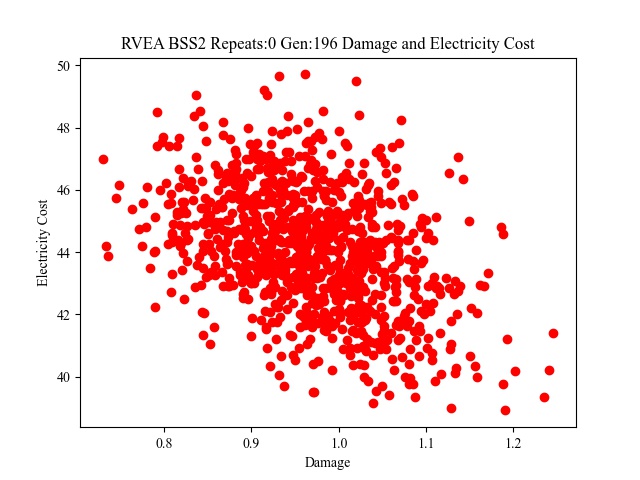 RVEA BSS2 Repeats:0 Gen:196 Damage and Electricity Cost
50
48
46
44
42
40
Electricity Cost
0.8 0.9 1.0 1.1 1.2
Damage